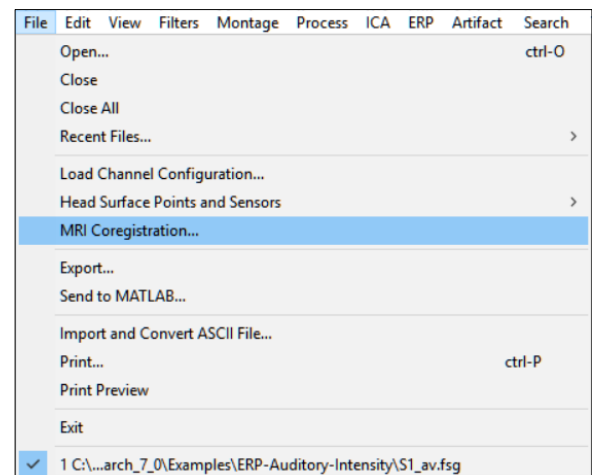 File Edit View Filters Montage Process ICA ERP Artifact Search
Open... ctrl-O
Close
Close All
Recent Files...
Load Channel Configuration...
Head Surface Points and Sensors
MRI Coregistration...
Export...
Send to MATLAB...
Import and Convert ASCII File...
Print... ctrl-P
Print Preview
Exit
1 C:\...arch_7_0\Examples\ERP-Auditory-Intensity\S1_av.fsg